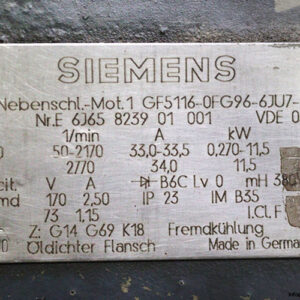 SIEMENS
Nebenschl.-Mot.1 GF5116-0FG96-6JU7-
Nr.E 6J65 8239 01 001 VDE 0
1/min A kW
50-2170 33,0-33,5 0,270-11,5
2770 34,0 11,5
cit. V A B6C Lv 0 mH 380
md 170 2,50 IP 23 IM B35
73 1,15 I.CL.F
Z: G14 G69 K18 Fremdkühlung
Öldichter Flansch Made in German